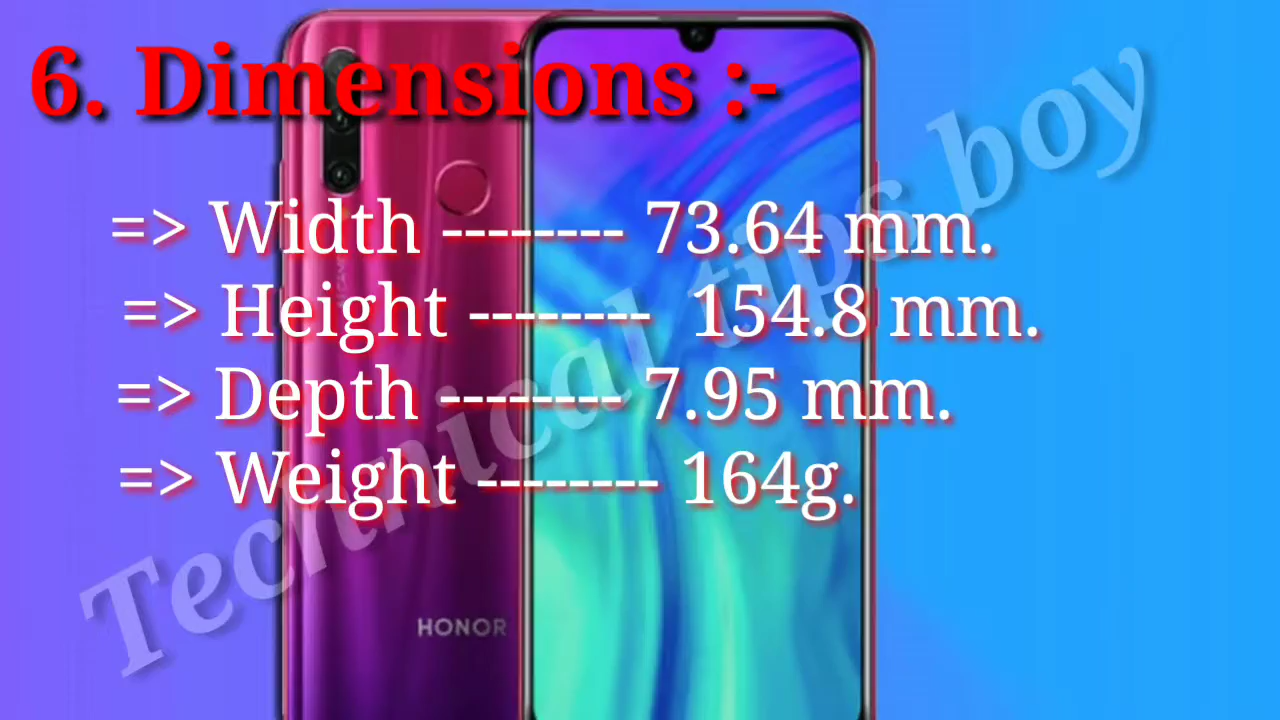 6. Dimensions :-
=> Width -------- 73.64 mm.
=> Height -------- 154.8 mm.
=> Depth -------- 7.95 mm.
=> Weight -------- 164g.
Technical tips boy
HONOR